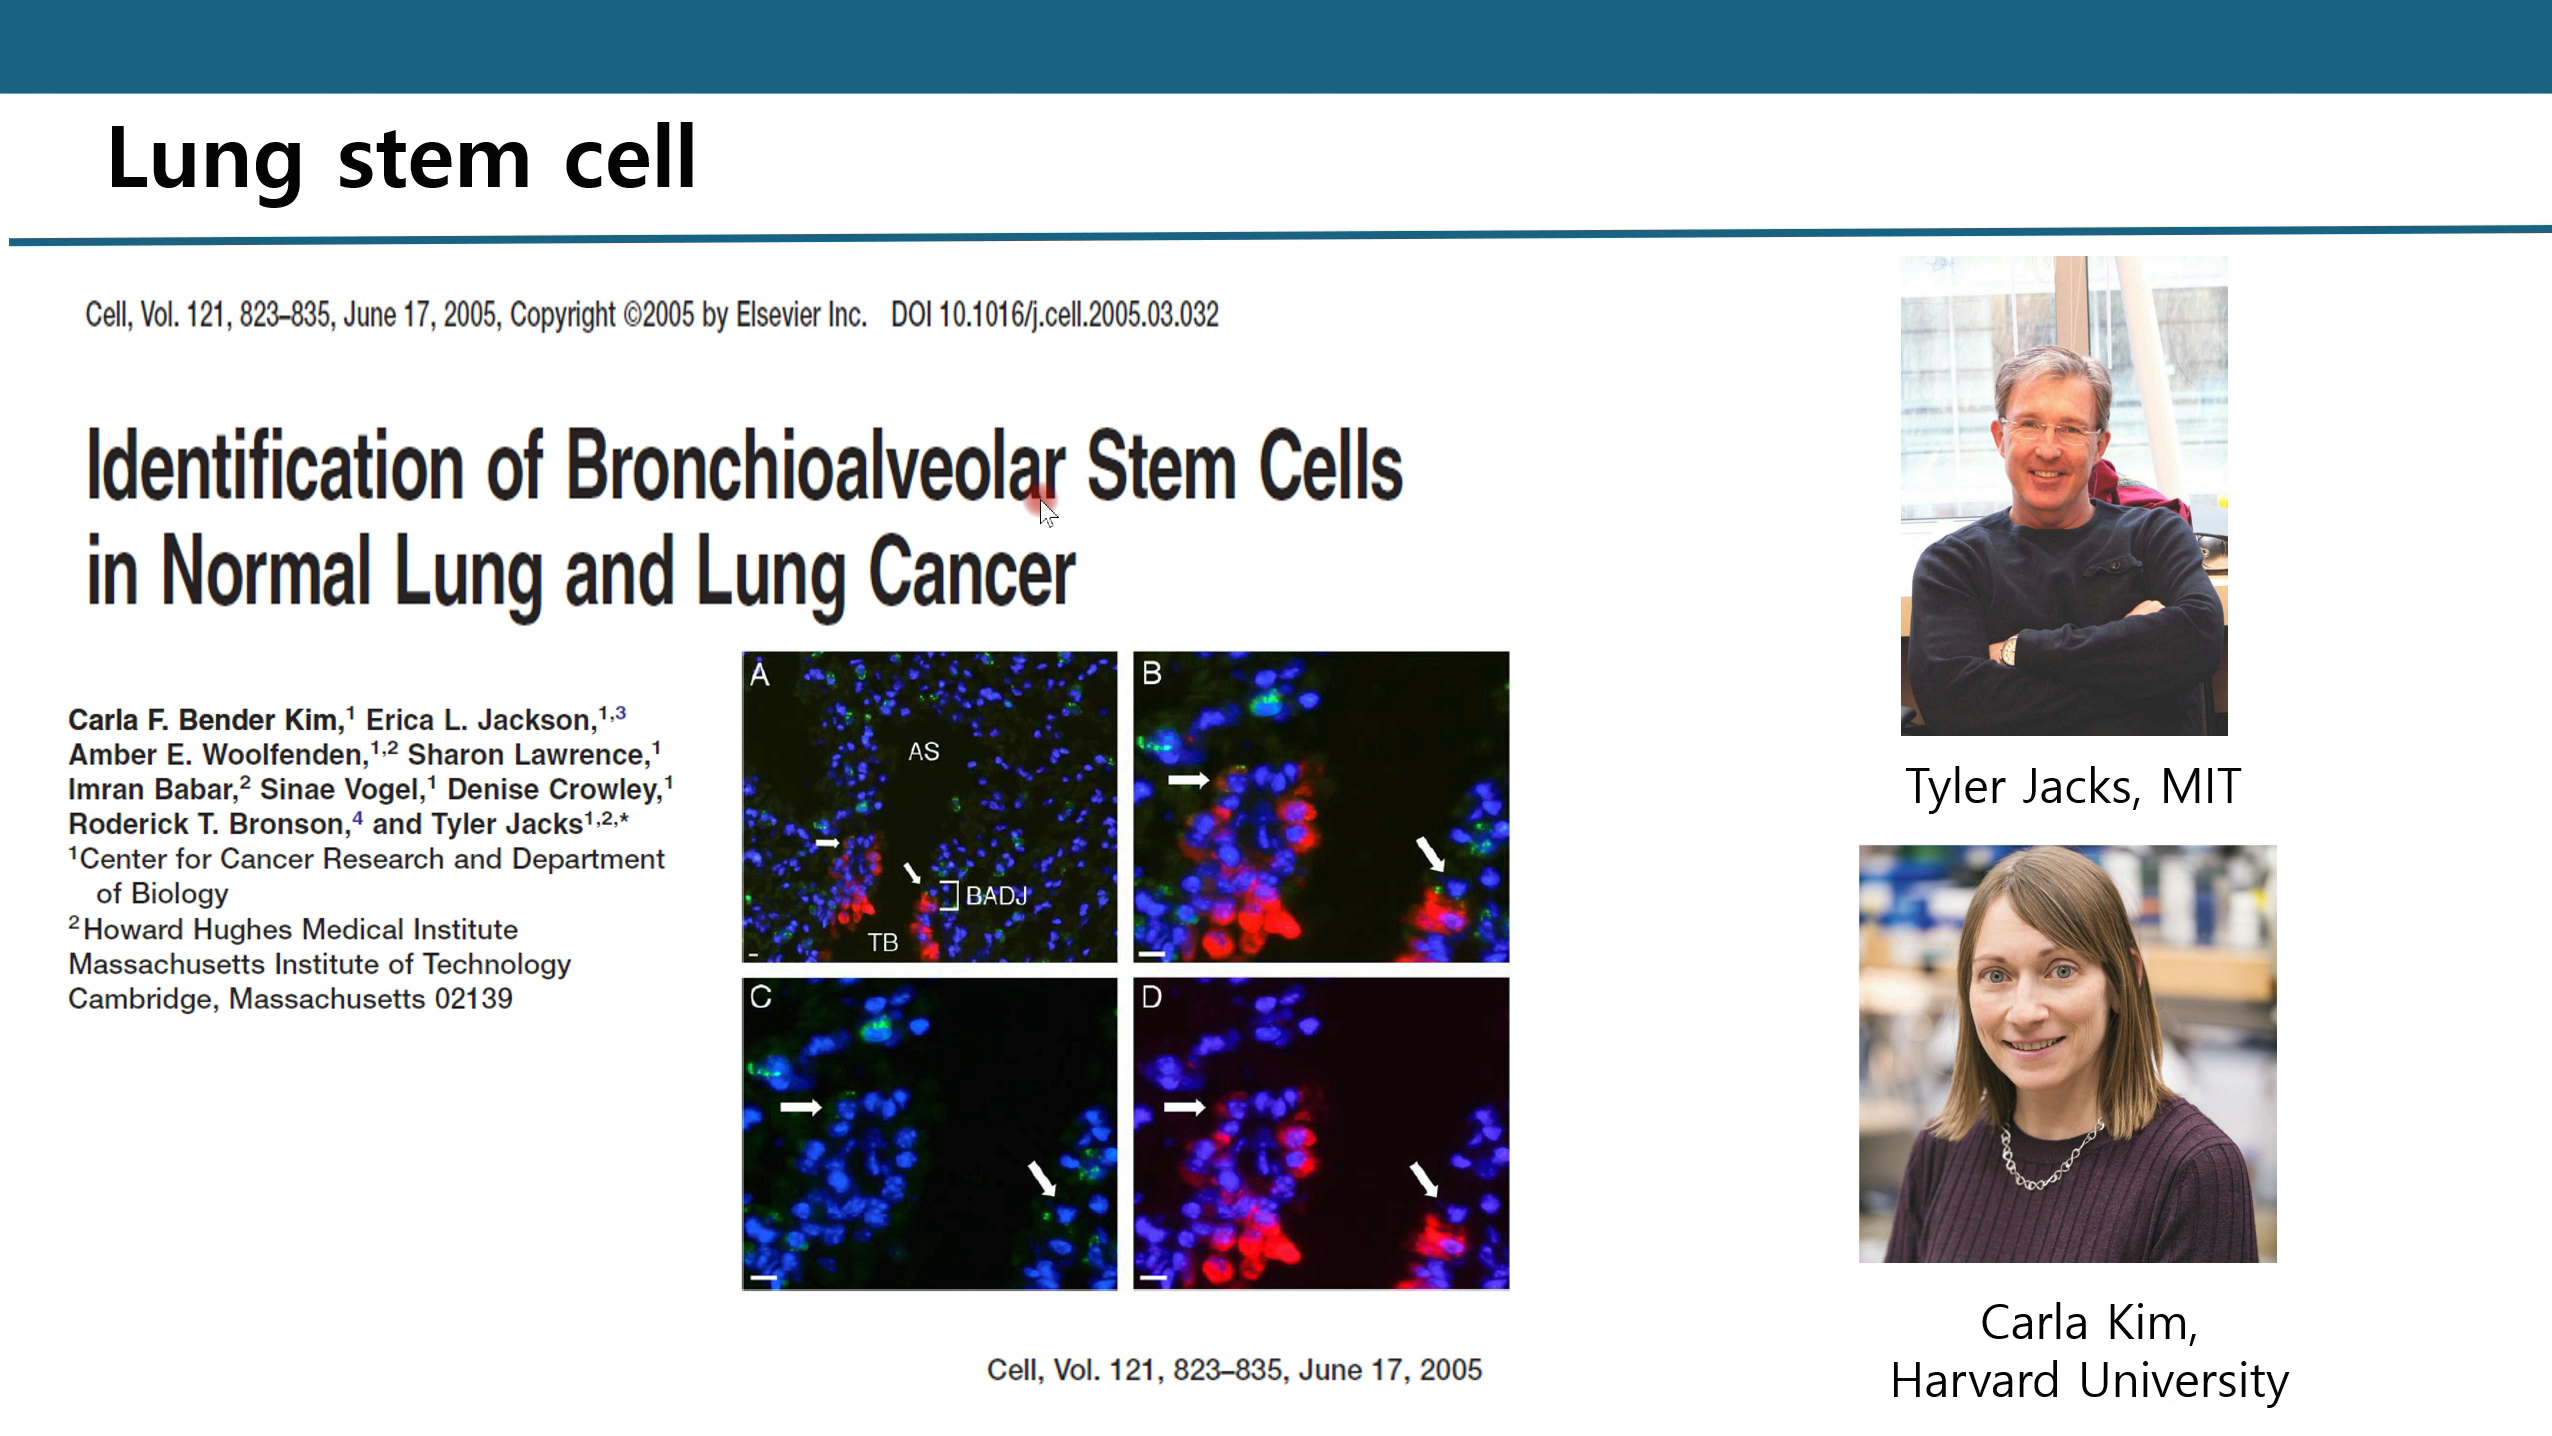 Lung stem cell
Cell, Vol. 121, 823–835, June 17, 2005, Copyright ©2005 by Elsevier Inc. DOI 10.1016/j.cell.2005.03.032
Identification of Bronchioalveolar Stem Cells
in Normal Lung and Lung Cancer
Carla F. Bender Kim,1 Erica L. Jackson,1,3
Amber E. Woolfenden,1,2 Sharon Lawrence,1
Imran Babar,2 Sinae Vogel,1 Denise Crowley,1
Roderick T. Bronson,4 and Tyler Jacks1,2,*
1Center for Cancer Research and Department
of Biology
2Howard Hughes Medical Institute
Massachusetts Institute of Technology
Cambridge, Massachusetts 02139
A
AS
BADJ
TB
B
C
D
Cell, Vol. 121, 823–835, June 17, 2005
Tyler Jacks, MIT
Carla Kim,
Harvard University